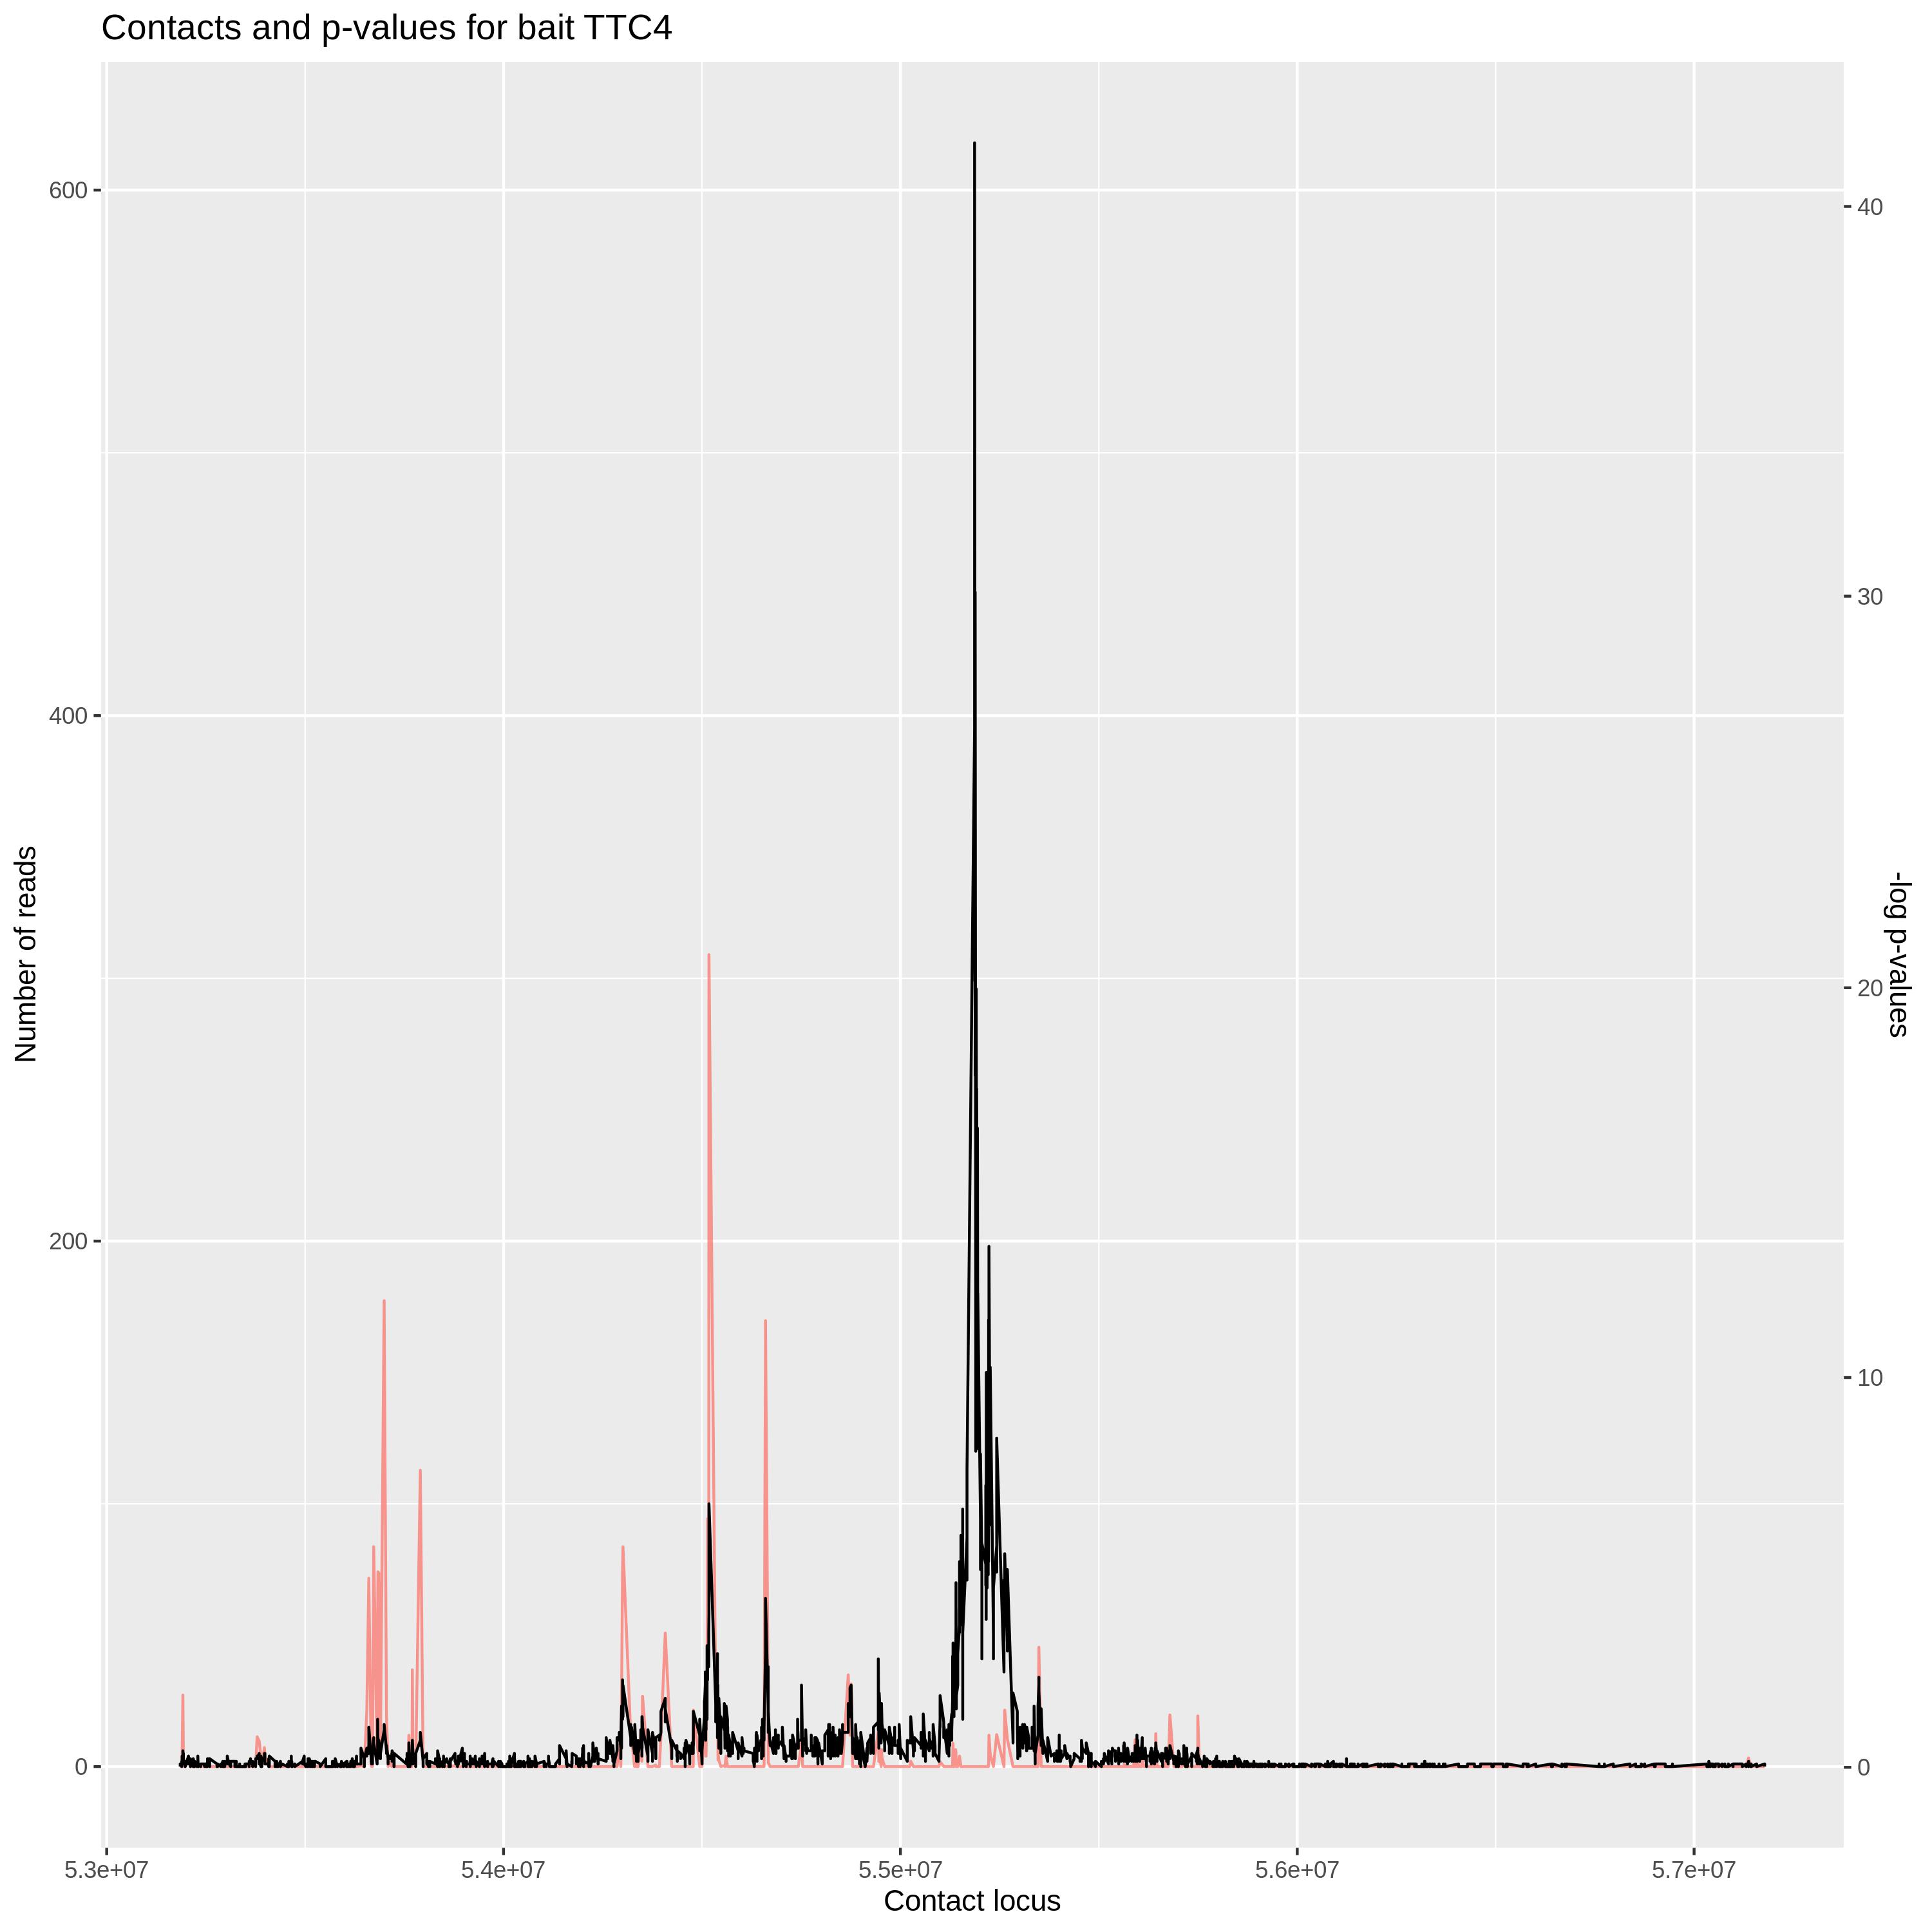 Contacts and p-values for bait TTC4
600
400
200
0
Number of reads
40
30
20
10
0
-log p-values
5.3e+07
5.4e+07
5.5e+07
5.6e+07
5.7e+07
Contact locus